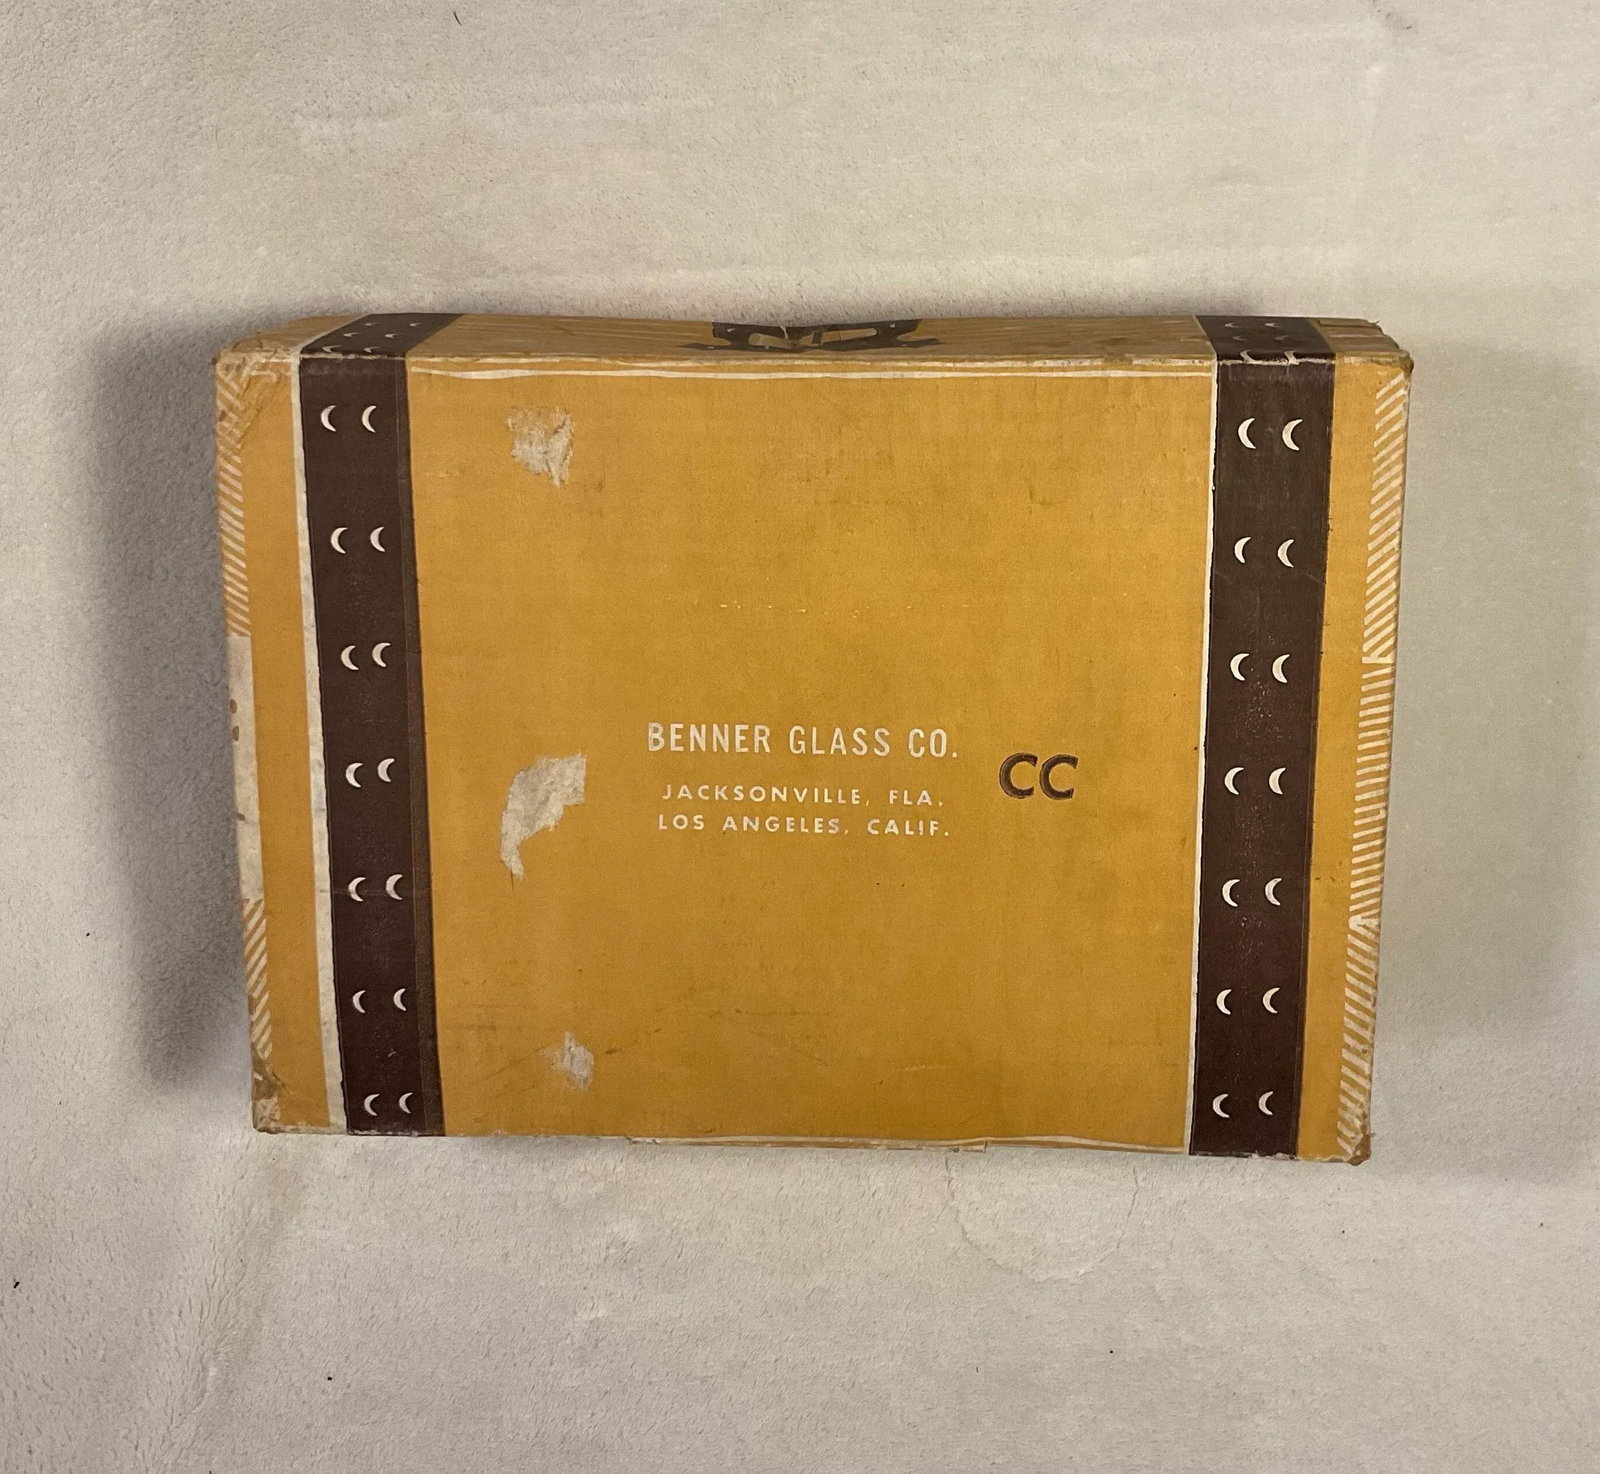 BENNER GLASS CO.
JACKSONVILLE, FLA.
LOS ANGELES, CALIF.
CC